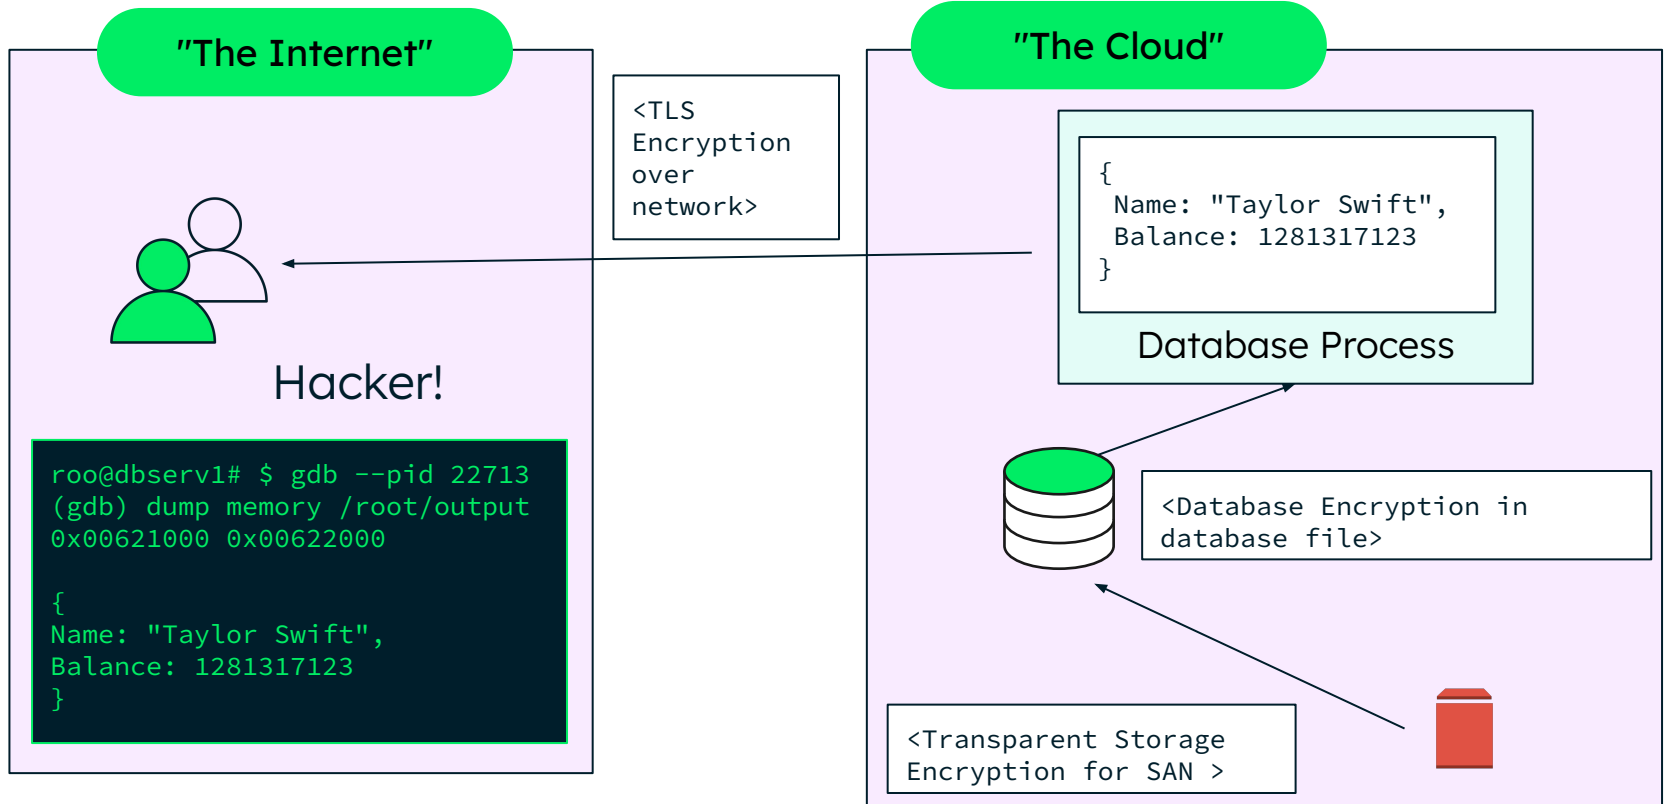 "The Internet"
"The Cloud"
<TLS
Encryption
over
network>
{
Name: "Taylor Swift",
Balance: 1281317123
}
Database Process
Hacker!
roo@dbserv1# $ gdb --pid 22713
(gdb) dump memory /root/output
0x00621000 0x00622000
{
Name: "Taylor Swift",
Balance: 1281317123
}
<Database Encryption in
database file>
<Transparent Storage
Encryption for SAN >